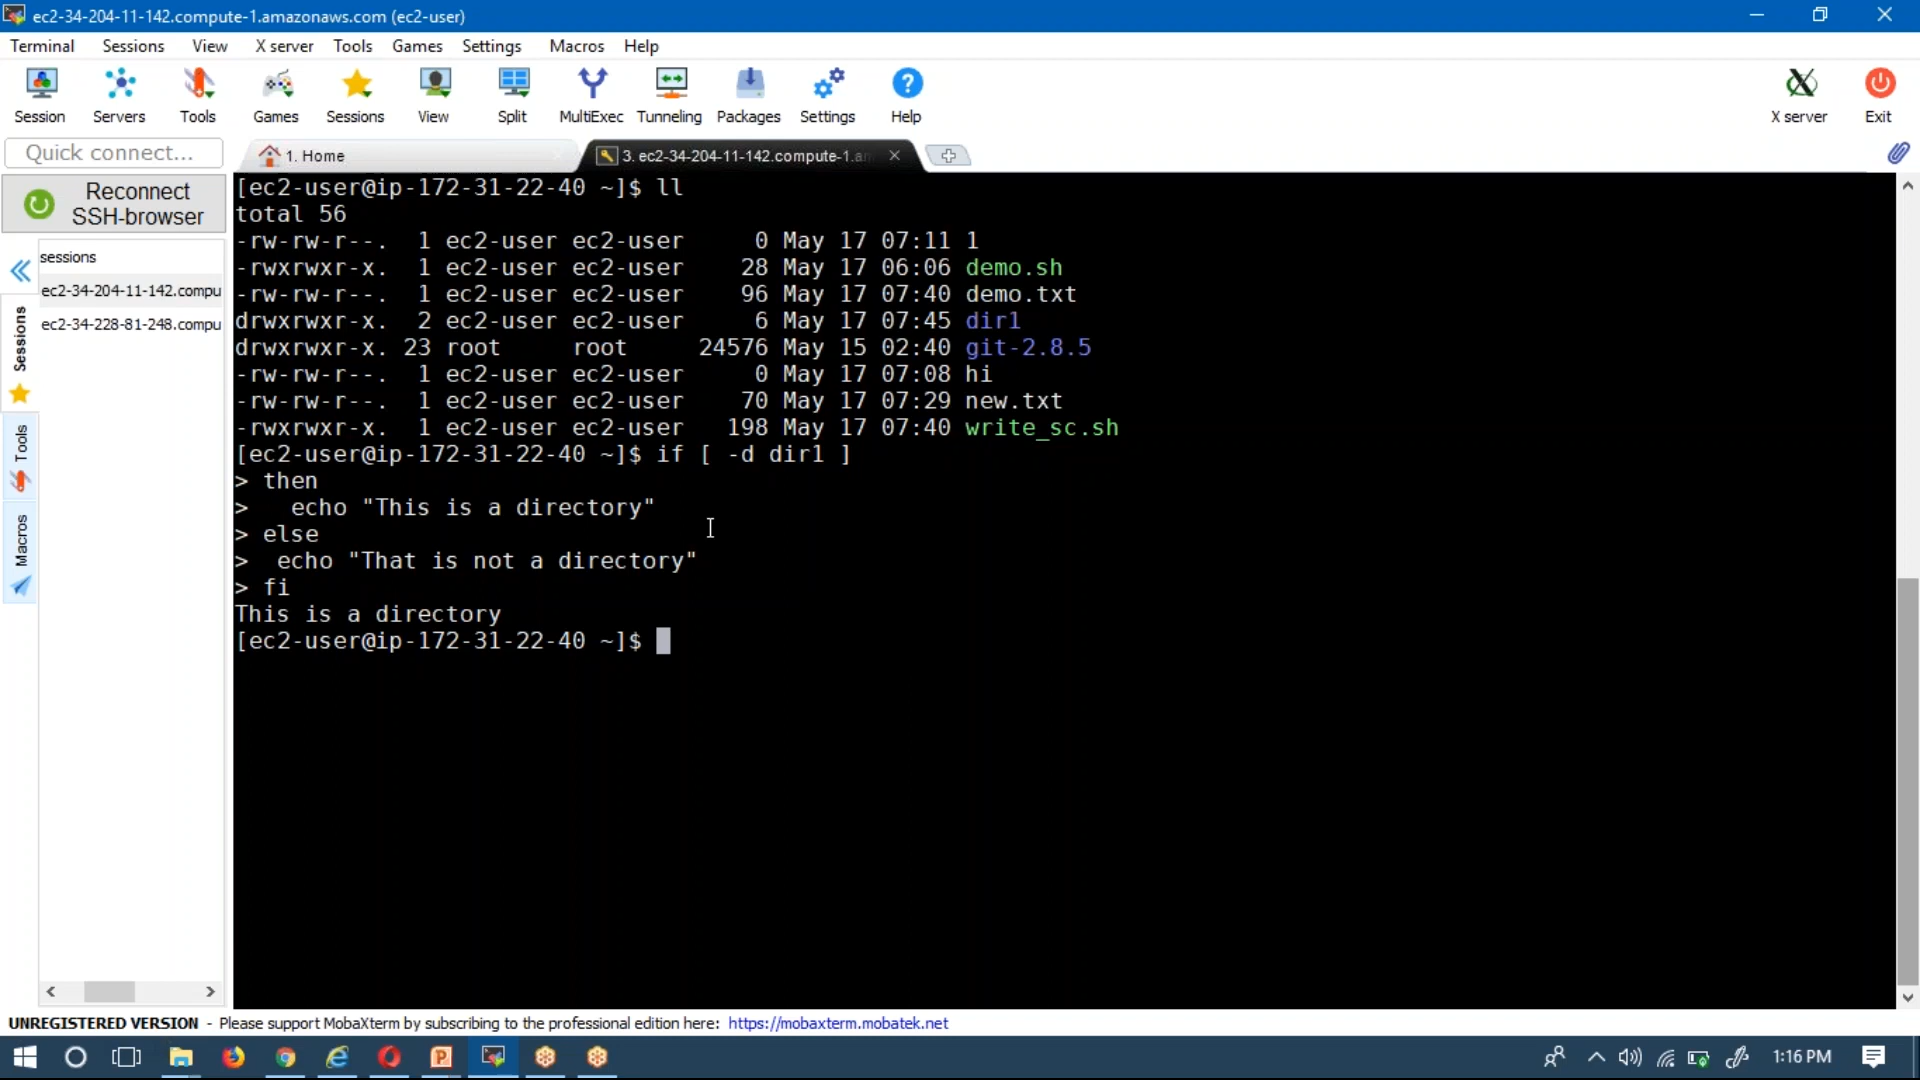 ec2-34-204-11-142.compute-1.amazonaws.com (ec2-user)
Terminal Sessions View X server Tools Games Settings Macros Help
Session Servers Tools Games Sessions View Split MultiExec Tunneling Packages Settings Help X server Exit
Quick connect...
1. Home
3. ec2-34-204-11-142.compute-1.a
Reconnect
SSH-browser
sessions
ec2-34-204-11-142.compu
ec2-34-228-81-248.compu
Sessions
Tools
Macros
[ec2-user@ip-172-31-22-40 ~]$ ll
total 56
-rw-rw-r--. 1 ec2-user ec2-user 0 May 17 07:11 1
-rwxrwxr-x. 1 ec2-user ec2-user 28 May 17 06:06 demo.sh
-rw-rw-r--. 1 ec2-user ec2-user 96 May 17 07:40 demo.txt
drwxrwxr-x. 2 ec2-user ec2-user 6 May 17 07:45 dir1
drwxrwxr-x. 23 root root 24576 May 15 02:40 git-2.8.5
-rw-rw-r--. 1 ec2-user ec2-user 0 May 17 07:08 hi
-rw-rw-r--. 1 ec2-user ec2-user 70 May 17 07:29 new.txt
-rwxrwxr-x. 1 ec2-user ec2-user 198 May 17 07:40 write_sc.sh
[ec2-user@ip-172-31-22-40 ~]$ if [ -d dir1 ]
> then
>   echo "This is a directory"
> else
>  echo "That is not a directory"
> fi
This is a directory
[ec2-user@ip-172-31-22-40 ~]$
UNREGISTERED VERSION - Please support MobaXterm by subscribing to the professional edition here: https://mobaxterm.mobatek.net
1:16 PM